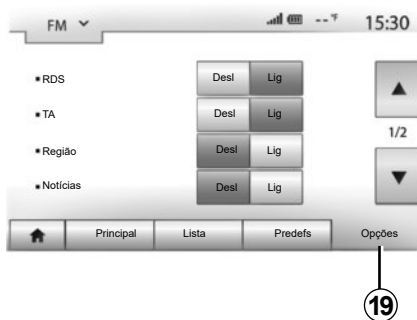 FM -- °F 15:30
RDS Desl Lig
TA Desl Lig
1/2
Região Desl Lig
Notícias Desl Lig
Principal Lista Predefs Opções
19